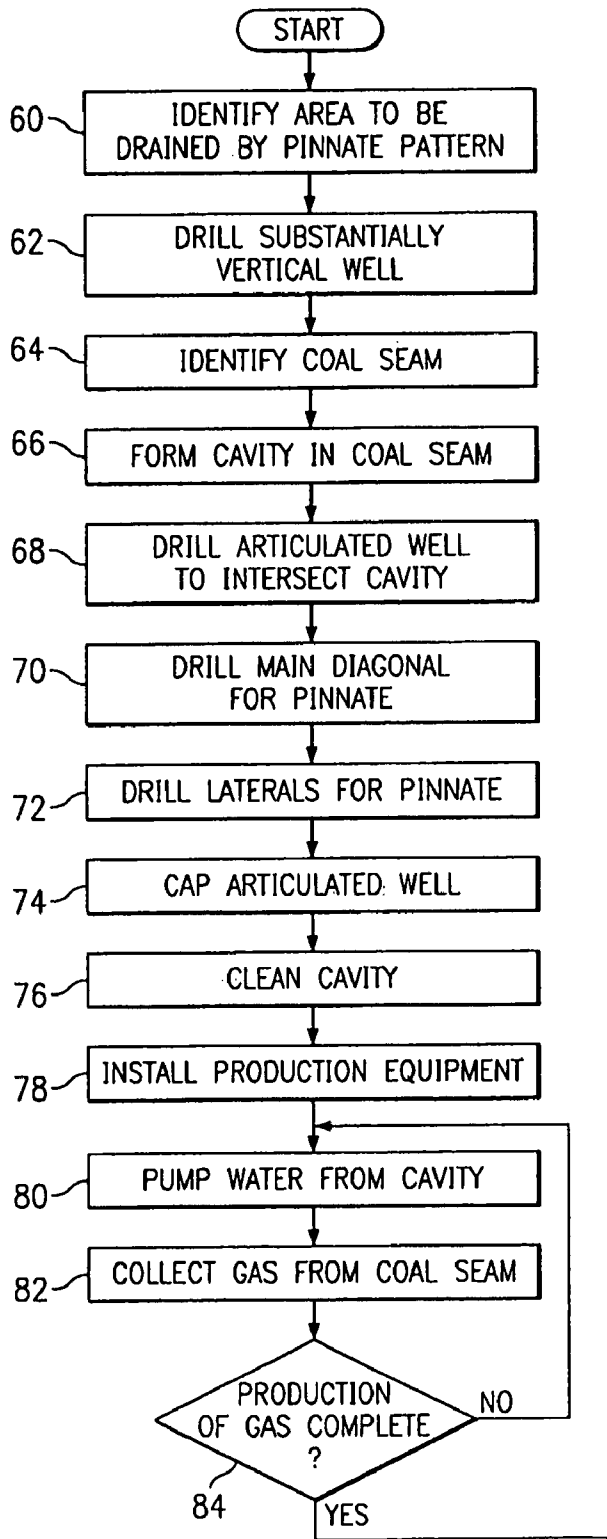 START
60
IDENTIFY AREA TO BE
DRAINED BY PINNATE PATTERN
62
DRILL SUBSTANTIALLY
VERTICAL WELL
64
IDENTIFY COAL SEAM
66
FORM CAVITY IN COAL SEAM
68
DRILL ARTICULATED WELL
TO INTERSECT CAVITY
70
DRILL MAIN DIAGONAL
FOR PINNATE
72
DRILL LATERALS FOR PINNATE
74
CAP ARTICULATED WELL
76
CLEAN CAVITY
78
INSTALL PRODUCTION EQUIPMENT
80
PUMP WATER FROM CAVITY
82
COLLECT GAS FROM COAL SEAM
PRODUCTION
OF GAS COMPLETE
?
NO
84
YES